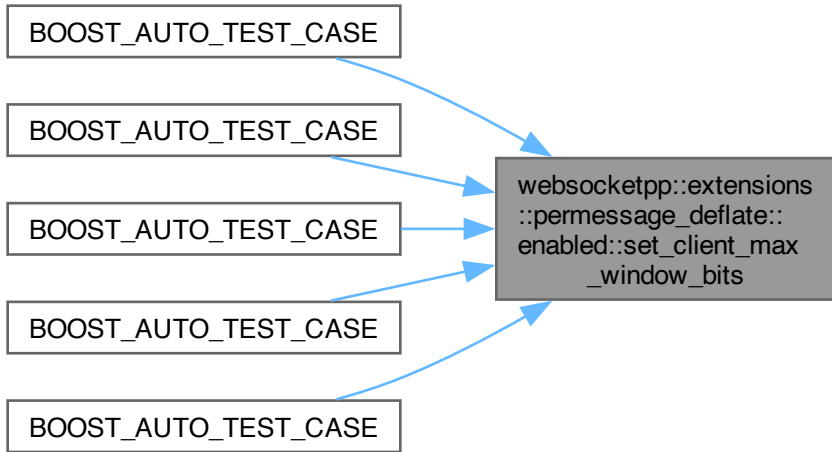 BOOST_AUTO_TEST_CASE
BOOST_AUTO_TEST_CASE
BOOST_AUTO_TEST_CASE
BOOST_AUTO_TEST_CASE
BOOST_AUTO_TEST_CASE
websocketpp::extensions
::permessage_deflate::
enabled::set_client_max
_window_bits